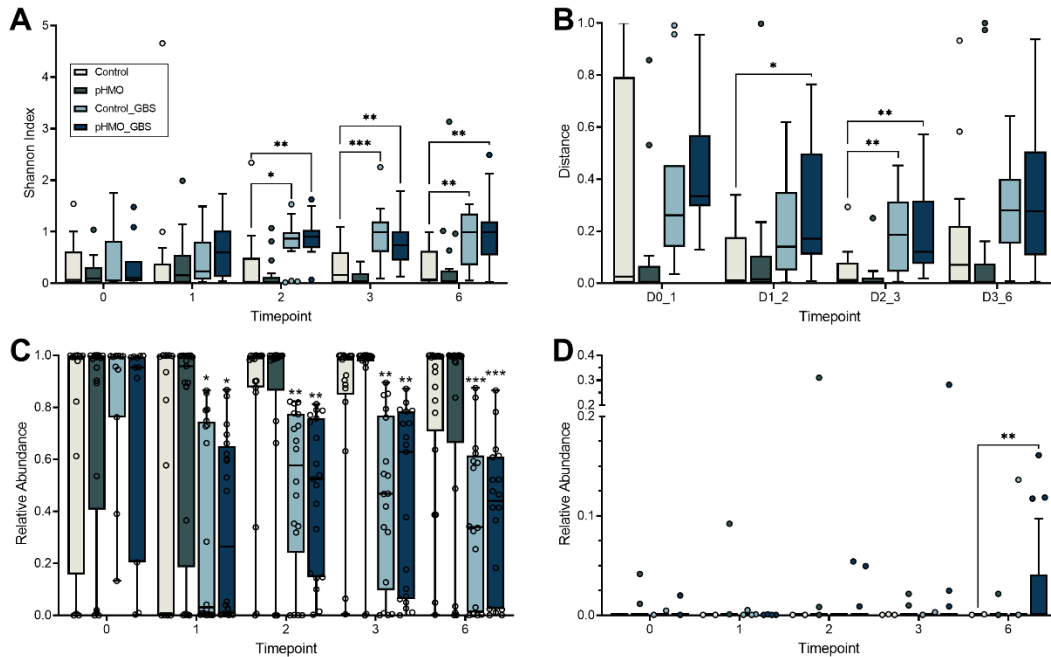 A
5
4
3
2
1
0
Shannon Index
Control
pHMO
Control_GBS
pHMO_GBS
**
*
**
***
**
**
0
1
2
3
6
Timepoint
B
1.0
0.8
0.6
0.4
0.2
0.0
Distance
*
**
**
D0_1
D1_2
D2_3
D3_6
Timepoint
C
1.0
0.8
0.6
0.4
0.2
0.0
Relative Abundance
*
*
**
**
**
**
***
***
0
1
2
3
6
Timepoint
D
0.4
0.3
0.2
0.2
0.1
0.0
Relative Abundance
**
0
1
2
3
6
Timepoint